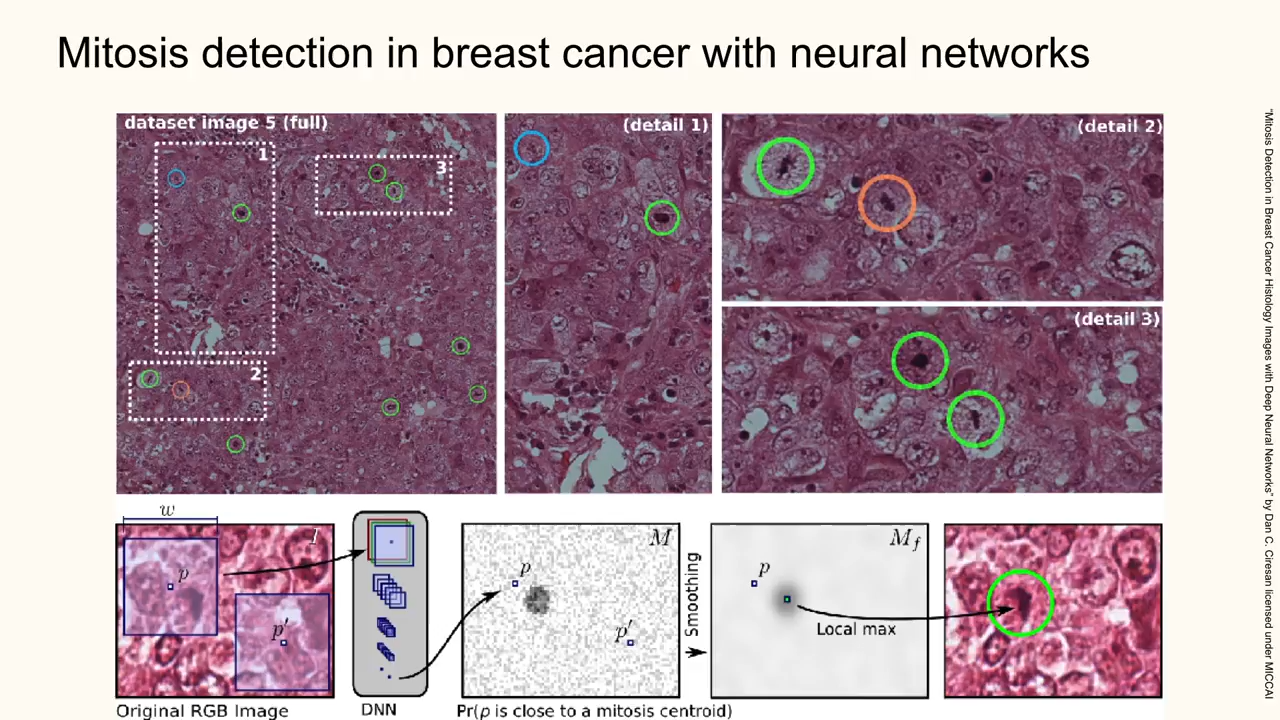 Mitosis detection in breast cancer with neural networks
dataset image 5 (full)
1
3
2
(detail 1)
(detail 2)
(detail 3)
w
I
p
p′
Original RGB Image
DNN
M
p
p′
Pr(p is close to a mitosis centroid)
Smoothing
M_f
p
Local max
"Mitosis Detection in Breast Cancer Histology Images with Deep Neural Networks" by Dan C. Ciresan licensed under MICCAI